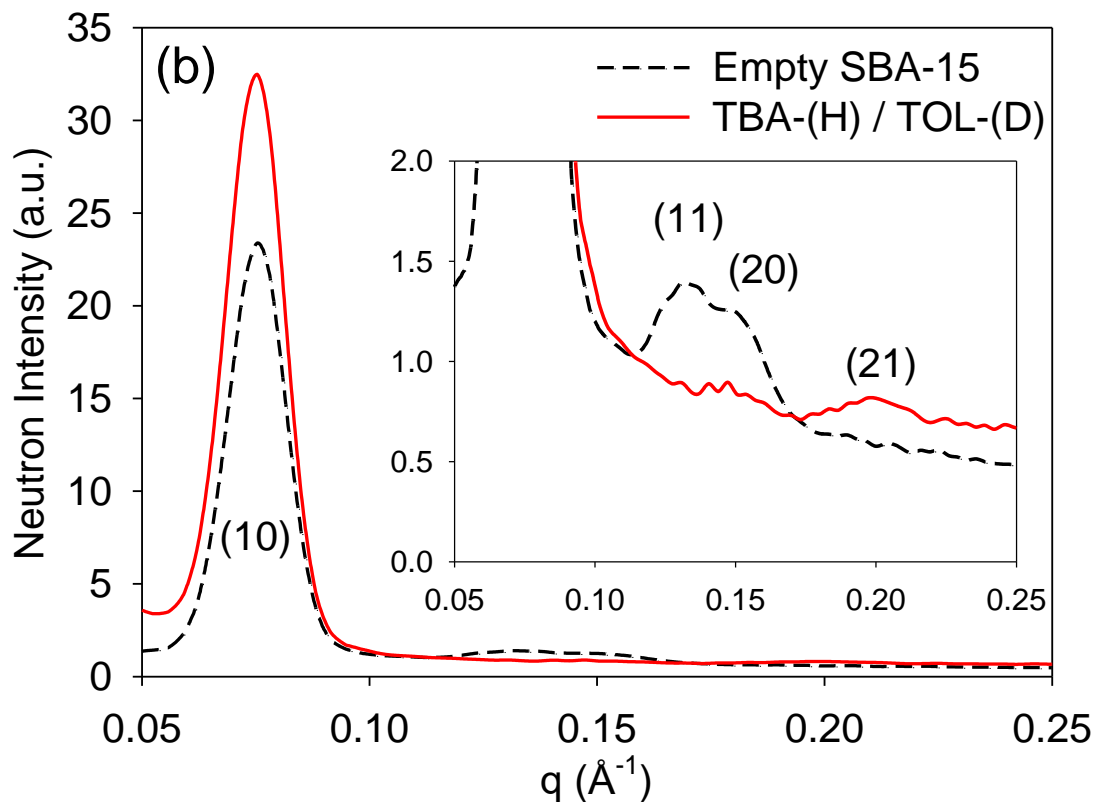 (b)
Empty SBA-15
TBA-(H) / TOL-(D)
Neutron Intensity (a.u.)
35
30
25
20
15
10
5
0
(10)
2.0
1.5
1.0
0.5
0.0
(11)
(20)
(21)
0.05 0.10 0.15 0.20 0.25
0.05 0.10 0.15 0.20 0.25
q (Å-1)